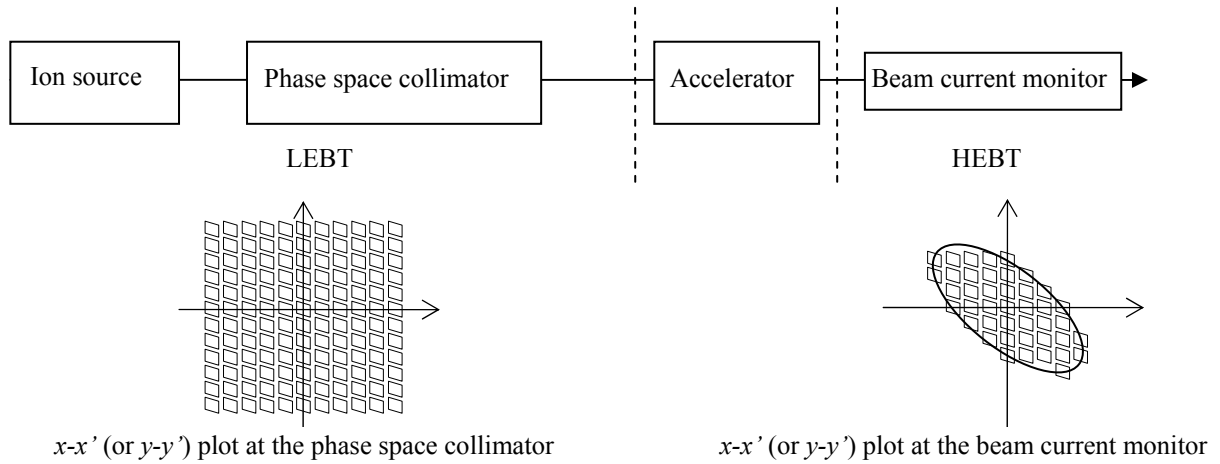 Ion source
Phase space collimator
Accelerator
Beam current monitor
LEBT
HEBT
x-x’ (or y-y’) plot at the phase space collimator
x-x’ (or y-y’) plot at the beam current monitor